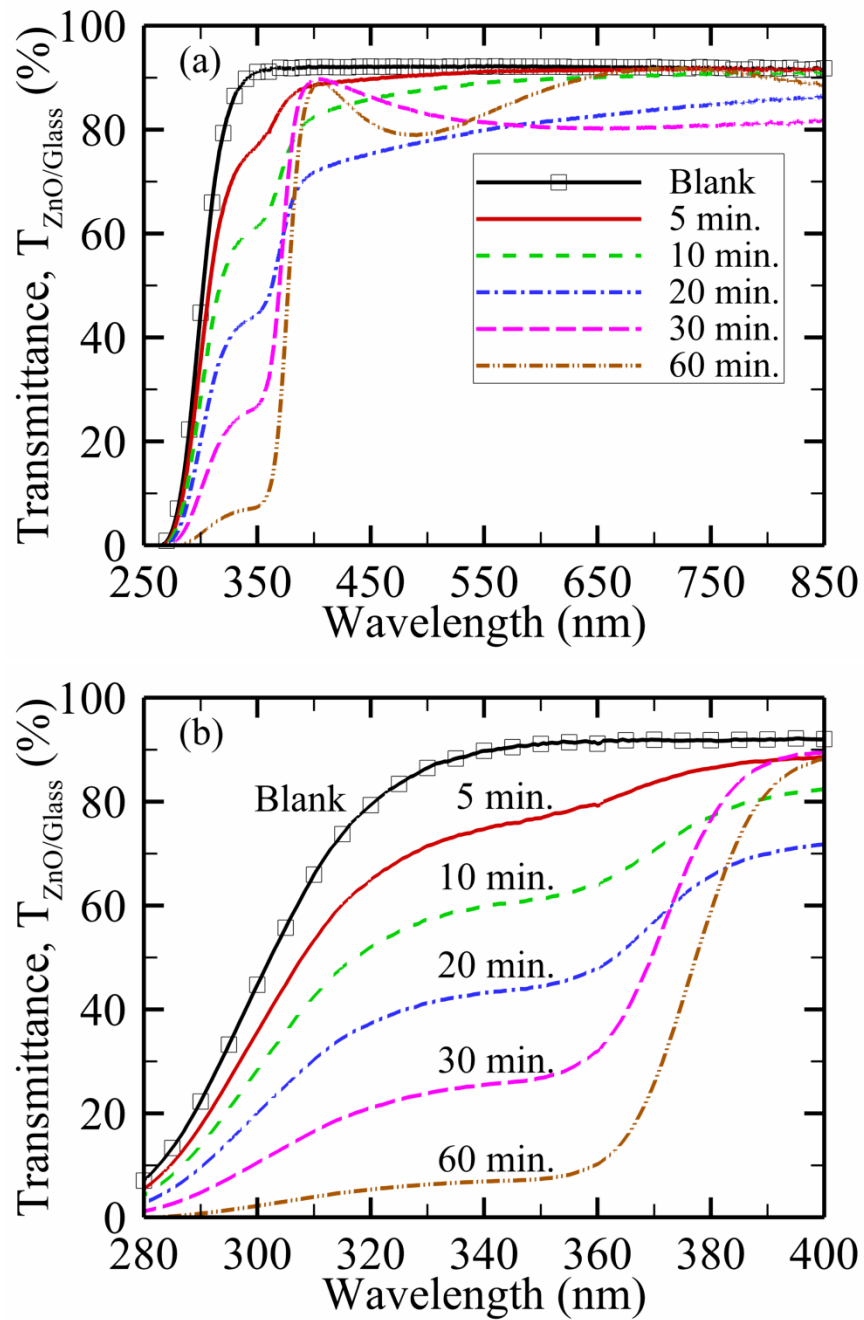 Transmittance, T_ZnO/Glass (%)
100
80
60
40
20
0
(a)
Blank
5 min.
10 min.
20 min.
30 min.
60 min.
250 350 450 550 650 750 850
Wavelength (nm)
Transmittance, T_ZnO/Glass (%)
100
80
60
40
20
0
(b)
Blank
5 min.
10 min.
20 min.
30 min.
60 min.
280 300 320 340 360 380 400
Wavelength (nm)